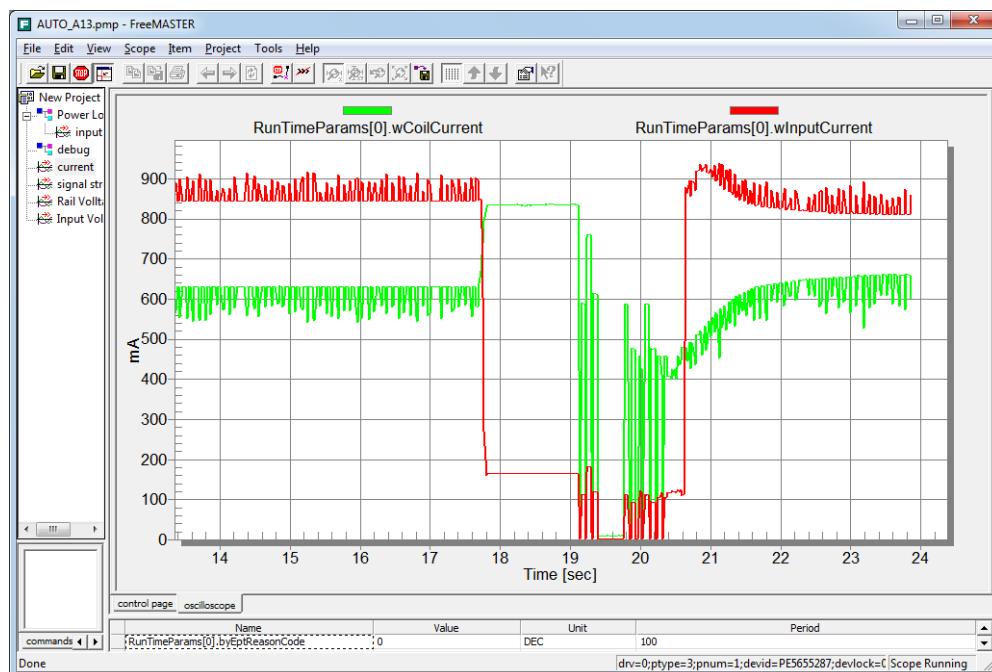 AUTO_A13.pmp - FreeMASTER
File Edit View Scope Item Project Tools Help
New Project
Power Lo
input
debug
current
signal str
Rail Vollt
Input Vol
RunTimeParams[0].wCoilCurrent
RunTimeParams[0].wInputCurrent
900
800
700
600
500
400
300
200
100
0
mA
14 15 16 17 18 19 20 21 22 23 24
Time [sec]
control page oscilloscope
Name Value Unit Period
RunTimeParams[0].byEptReasonCode 0 DEC 100
commands
Done
drv=0;ptype=3;pnum=1;devid=PE5655287;devlock=0
Scope Running